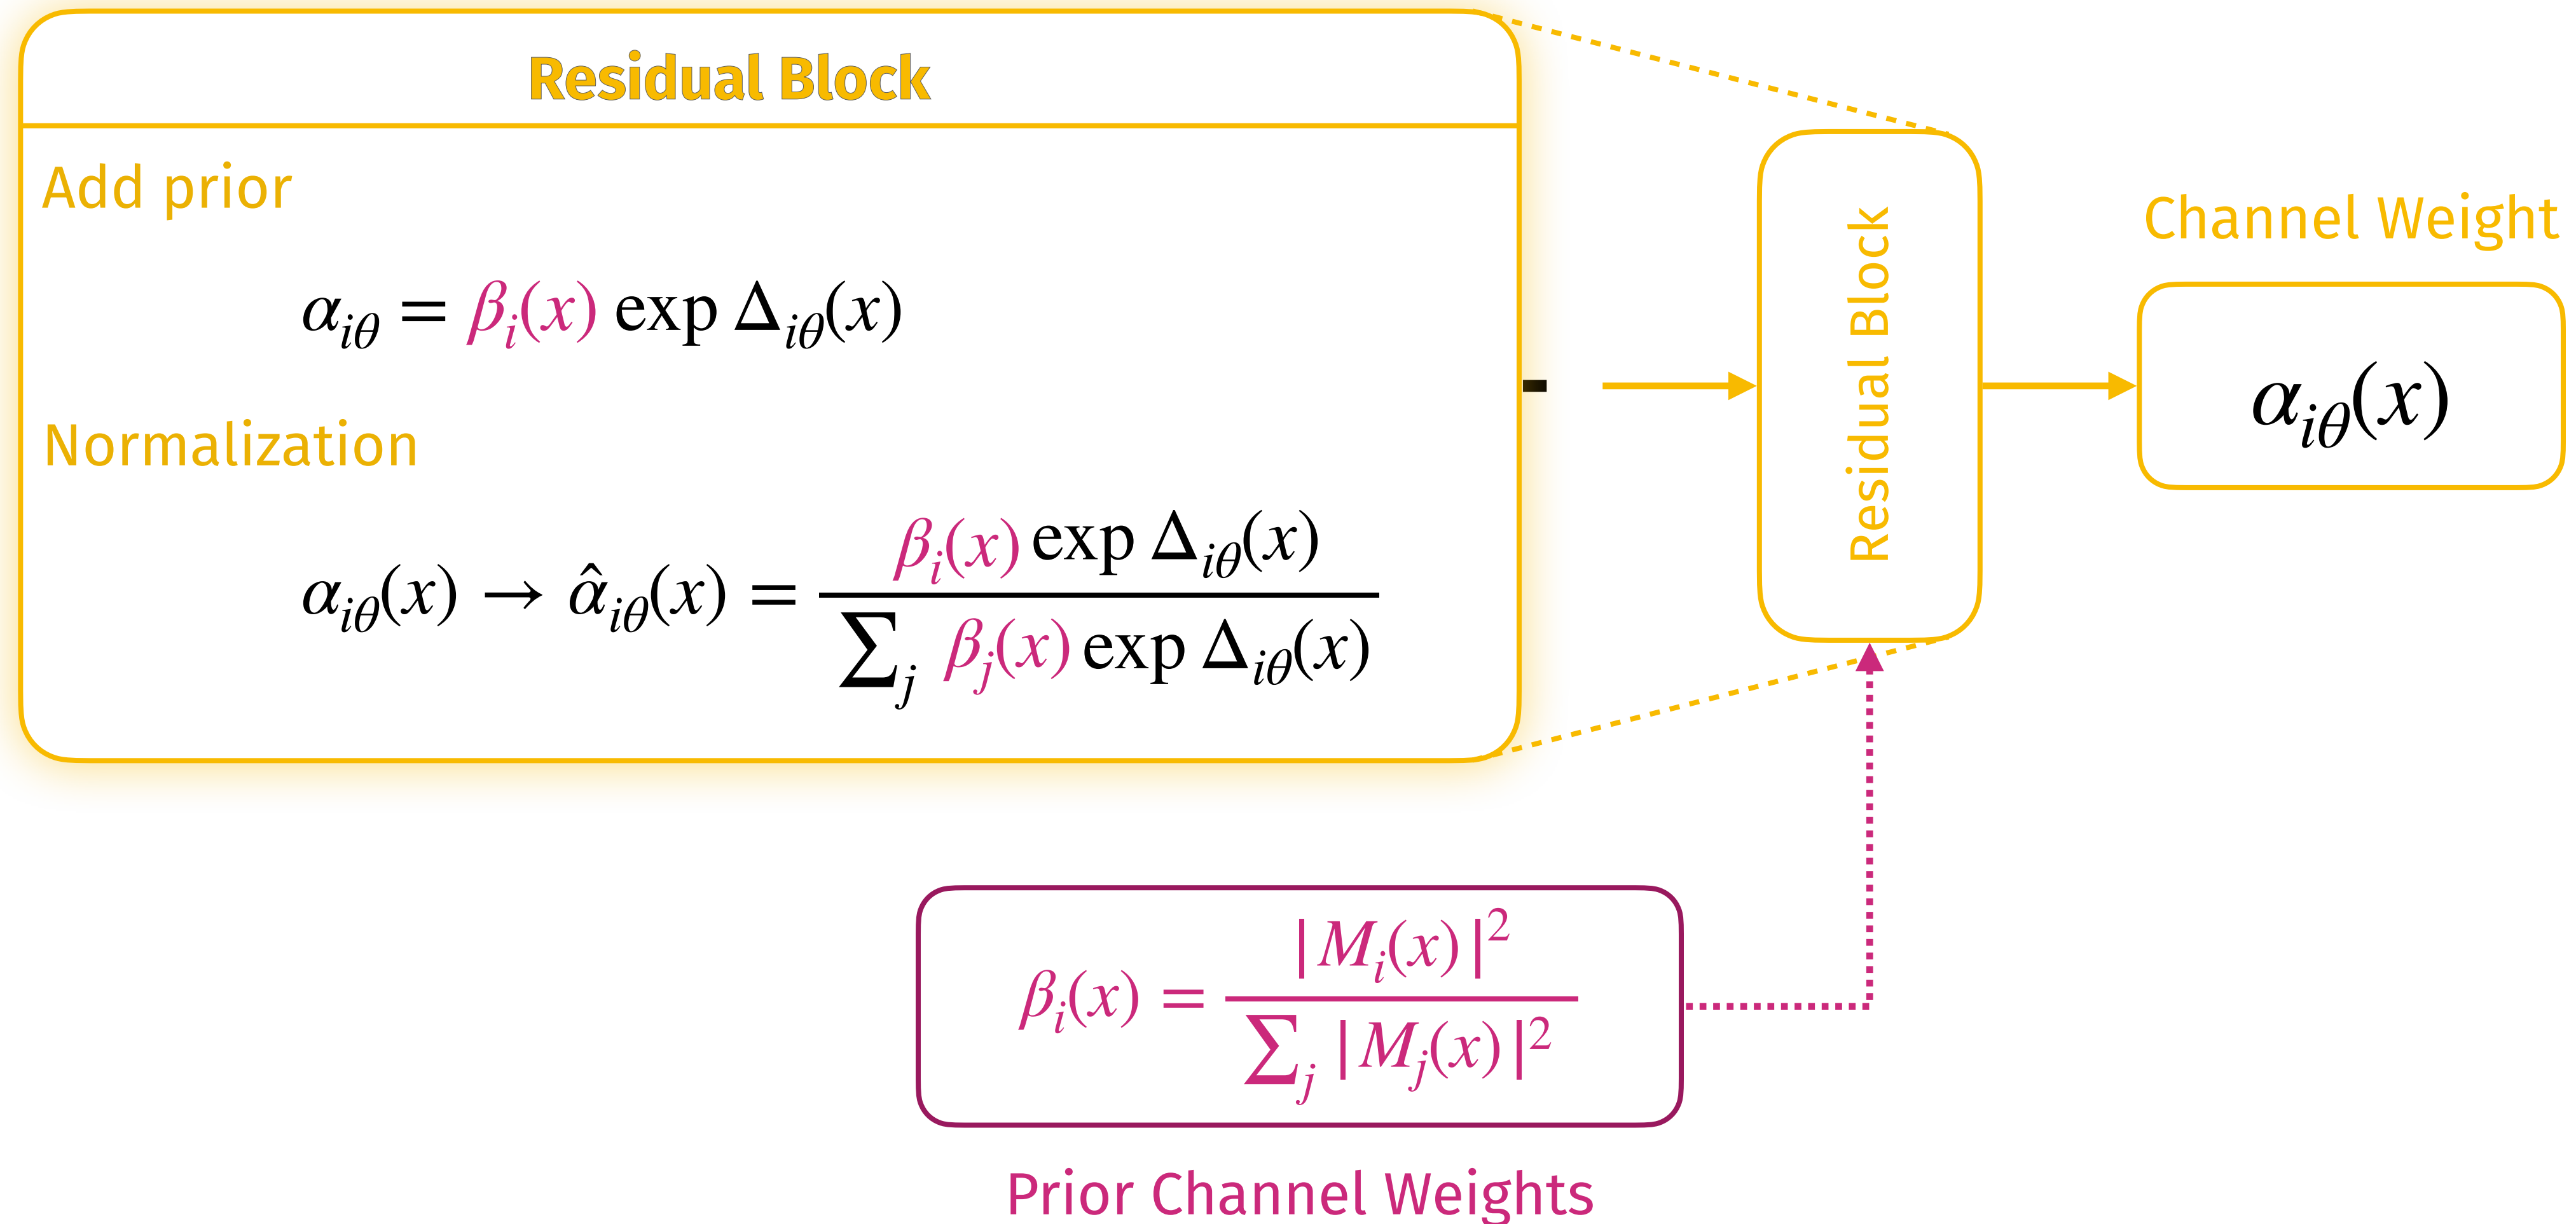 Residual Block
Add prior
α_{iθ} = β_i(x) exp Δ_{iθ}(x)
Normalization
α_{iθ}(x) → α̂_{iθ}(x) = \frac{β_i(x) exp Δ_{iθ}(x)}{∑_j β_j(x) exp Δ_{iθ}(x)}
Residual Block
Channel Weight
α_{iθ}(x)
β_i(x) = \frac{|M_i(x)|^2}{∑_j |M_j(x)|^2}
Prior Channel Weights